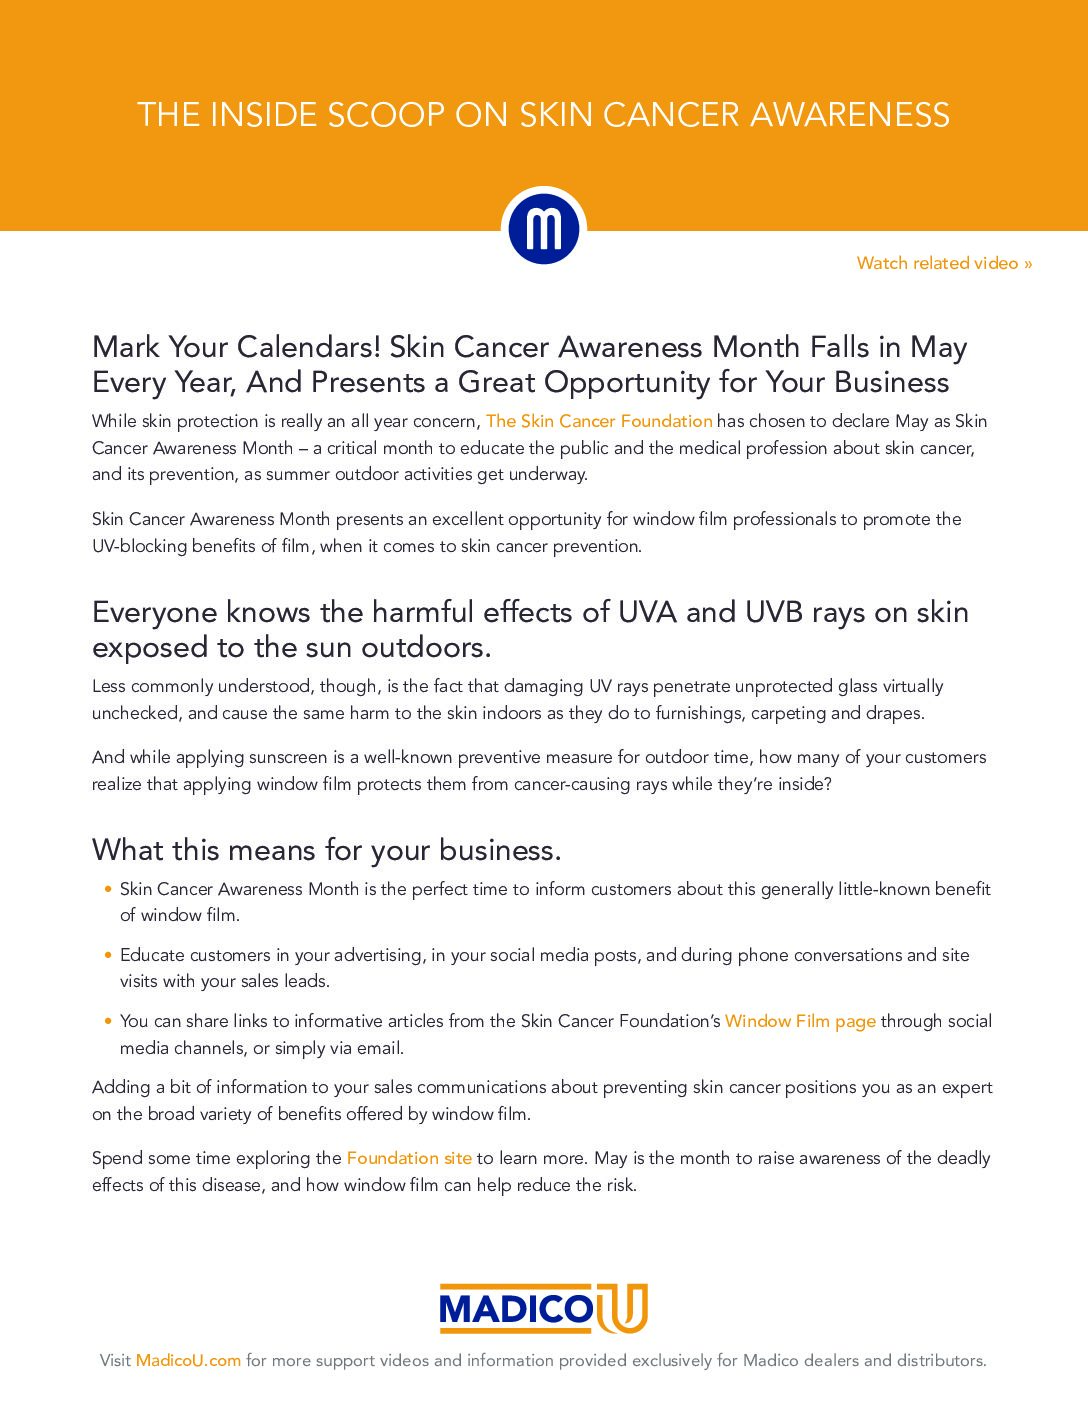 THE INSIDE SCOOP ON SKIN CANCER AWARENESS
m
Watch related video »
Mark Your Calendars! Skin Cancer Awareness Month Falls in May
Every Year, And Presents a Great Opportunity for Your Business
While skin protection is really an all year concern, The Skin Cancer Foundation has chosen to declare May as Skin
Cancer Awareness Month – a critical month to educate the public and the medical profession about skin cancer,
and its prevention, as summer outdoor activities get underway.
Skin Cancer Awareness Month presents an excellent opportunity for window film professionals to promote the
UV-blocking benefits of film, when it comes to skin cancer prevention.
Everyone knows the harmful effects of UVA and UVB rays on skin
exposed to the sun outdoors.
Less commonly understood, though, is the fact that damaging UV rays penetrate unprotected glass virtually
unchecked, and cause the same harm to the skin indoors as they do to furnishings, carpeting and drapes.
And while applying sunscreen is a well-known preventive measure for outdoor time, how many of your customers
realize that applying window film protects them from cancer-causing rays while they’re inside?
What this means for your business.
• Skin Cancer Awareness Month is the perfect time to inform customers about this generally little-known benefit
of window film.
• Educate customers in your advertising, in your social media posts, and during phone conversations and site
visits with your sales leads.
• You can share links to informative articles from the Skin Cancer Foundation’s Window Film page through social
media channels, or simply via email.
Adding a bit of information to your sales communications about preventing skin cancer positions you as an expert
on the broad variety of benefits offered by window film.
Spend some time exploring the Foundation site to learn more. May is the month to raise awareness of the deadly
effects of this disease, and how window film can help reduce the risk.
MADICO U
Visit MadicoU.com for more support videos and information provided exclusively for Madico dealers and distributors.